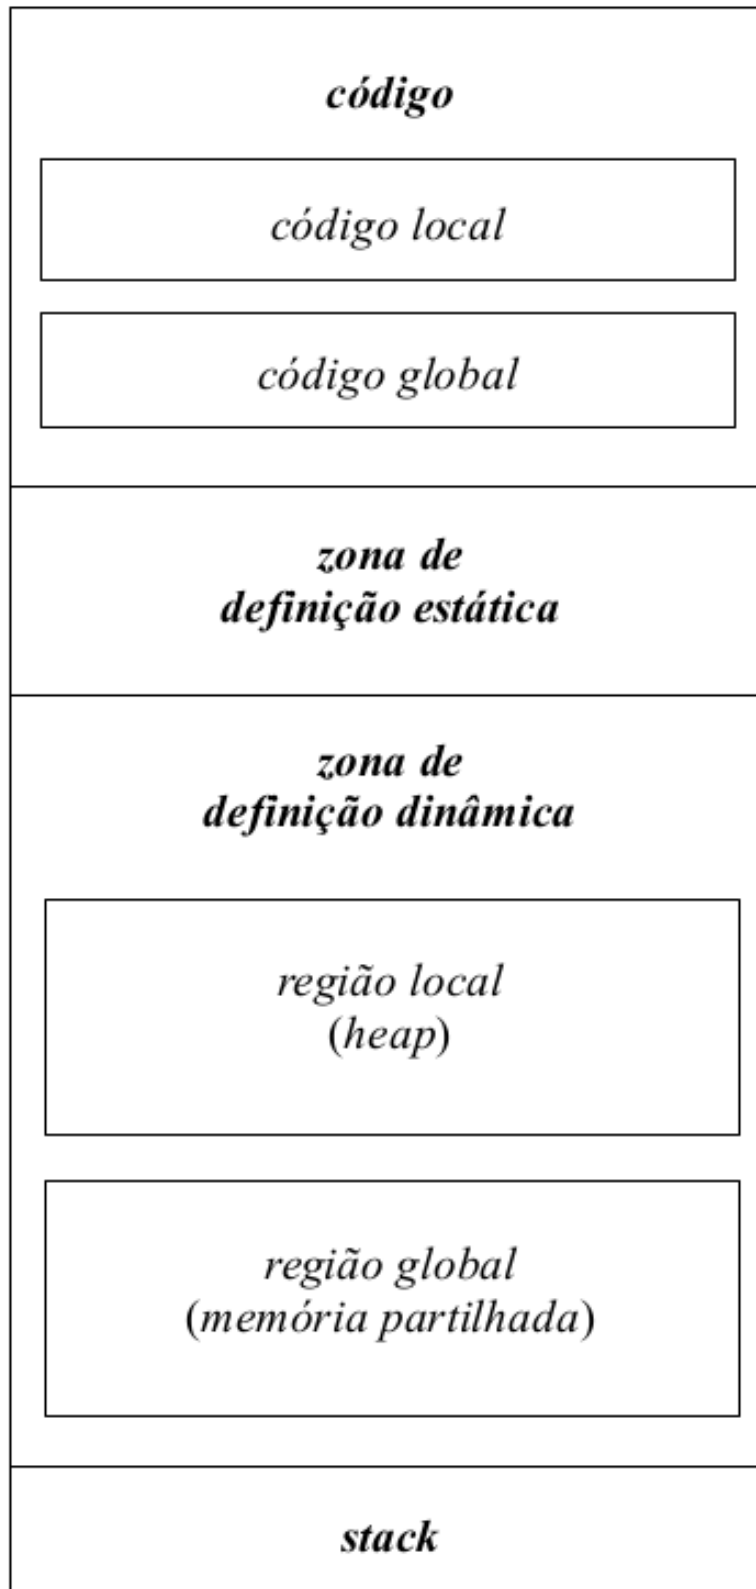 código
código local
código global
zona de
definição estática
zona de
definição dinâmica
região local
(heap)
região global
(memória partilhada)
stack